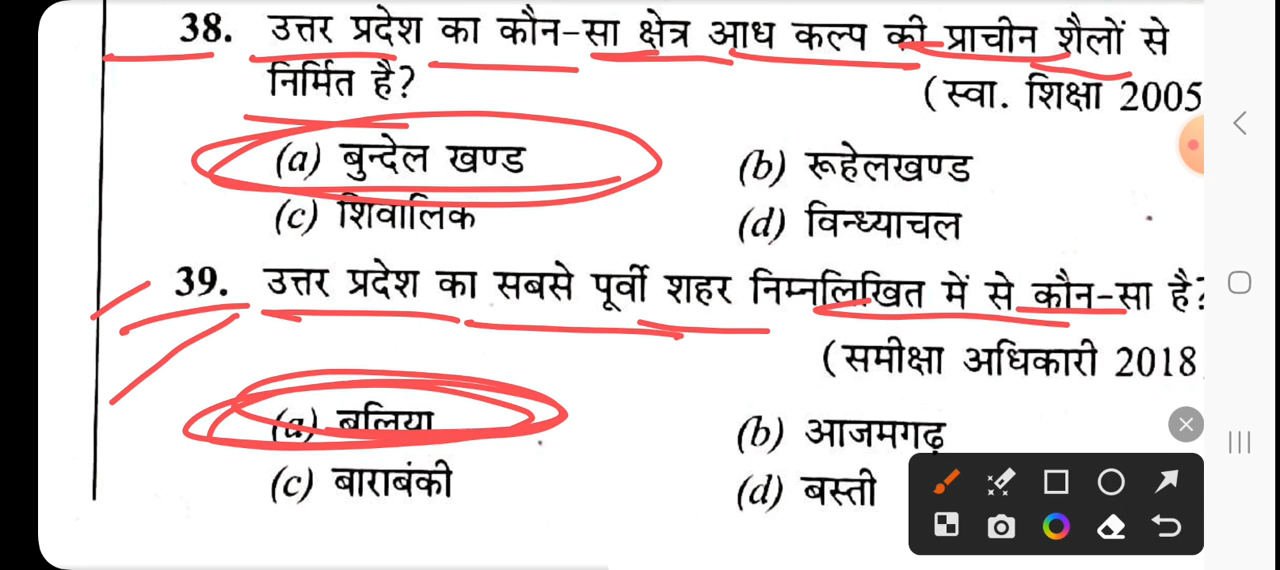 38. उत्तर प्रदेश का कौन-सा क्षेत्र आध कल्प की प्राचीन शैलों से
निर्मित है?
(स्वा. शिक्षा 2005
(a) बुन्देल खण्ड (b) रूहेलखण्ड
(c) शिवालिक (d) विन्ध्याचल
39. उत्तर प्रदेश का सबसे पूर्वी शहर निम्नलिखित में से कौन-सा है?
(समीक्षा अधिकारी 2018
(a) बलिया (b) आजमगढ़
(c) बाराबंकी (d) बस्ती